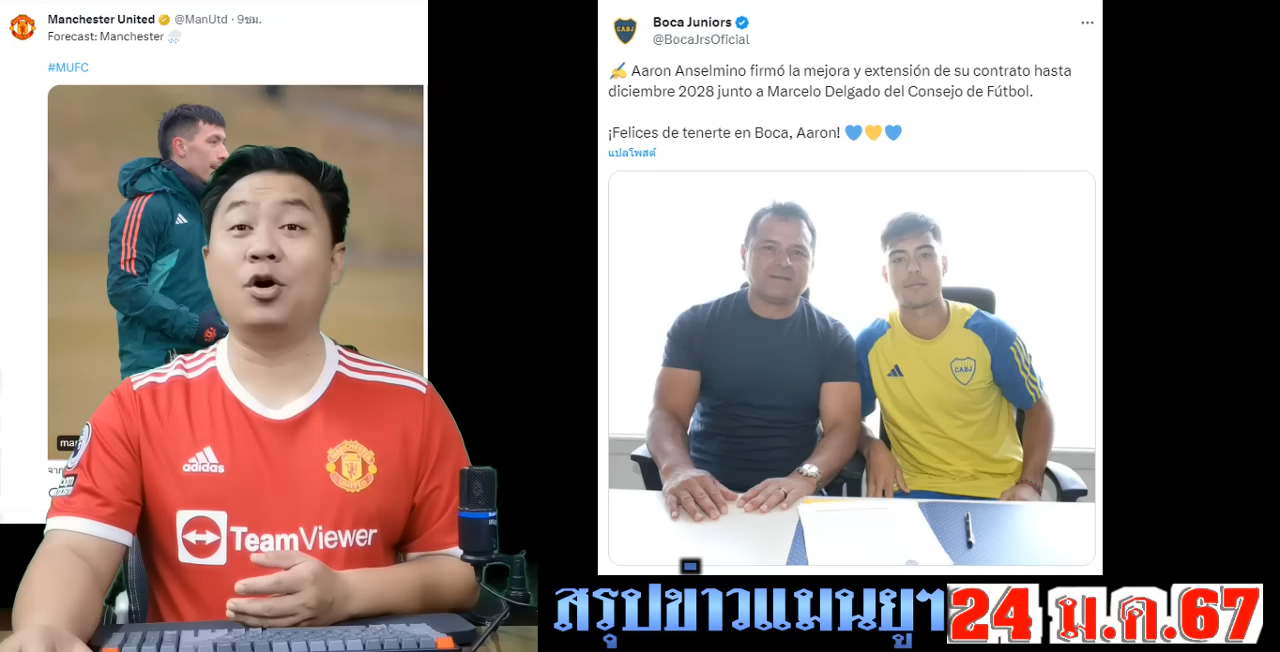 Manchester United @ManUtd · 9ชม.
Forecast: Manchester
#MUFC
adidas
TeamViewer
Boca Juniors
@BocaJrsOficial
Aaron Anselmino firmó la mejora y extensión de su contrato hasta
diciembre 2028 junto a Marcelo Delgado del Consejo de Fútbol.
¡Felices de tenerte en Boca, Aaron!
แปลโพสต์
CABJ
สรุปข่าวแมนยูฯ24 ม.ค.67